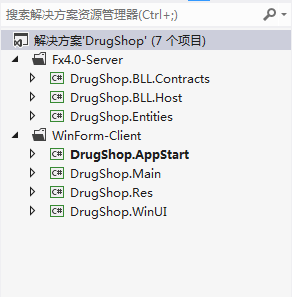 搜索解决方案资源管理器(Ctrl+;)
解决方案'DrugShop' (7 个项目)
Fx4.0-Server
C# DrugShop.BLL.Contracts
C# DrugShop.BLL.Host
C# DrugShop.Entities
WinForm-Client
C# DrugShop.AppStart
C# DrugShop.Main
C# DrugShop.Res
C# DrugShop.WinUI